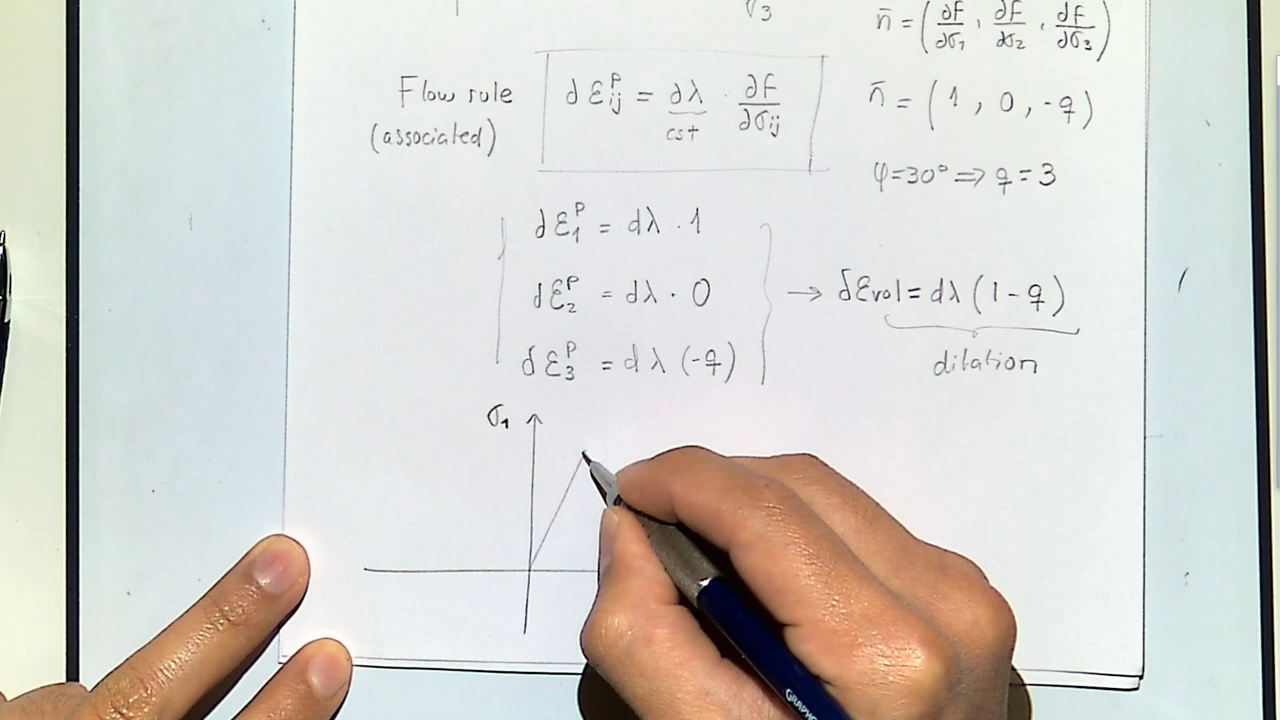 σ3
n̄ = (∂F/∂σ1 , ∂F/∂σ2 , ∂F/∂σ3)
Flow rule
(associated)
dε^p_ij = dλ · ∂F/∂σij
cst
n̄ = (1 , 0 , -q)
φ=30° ⇒ q = 3
dε^p_1 = dλ · 1
dε^p_2 = dλ · 0
dε^p_3 = dλ (-q)
→ dεvol = dλ (1 - q)
dilation
σ1
GRAPH